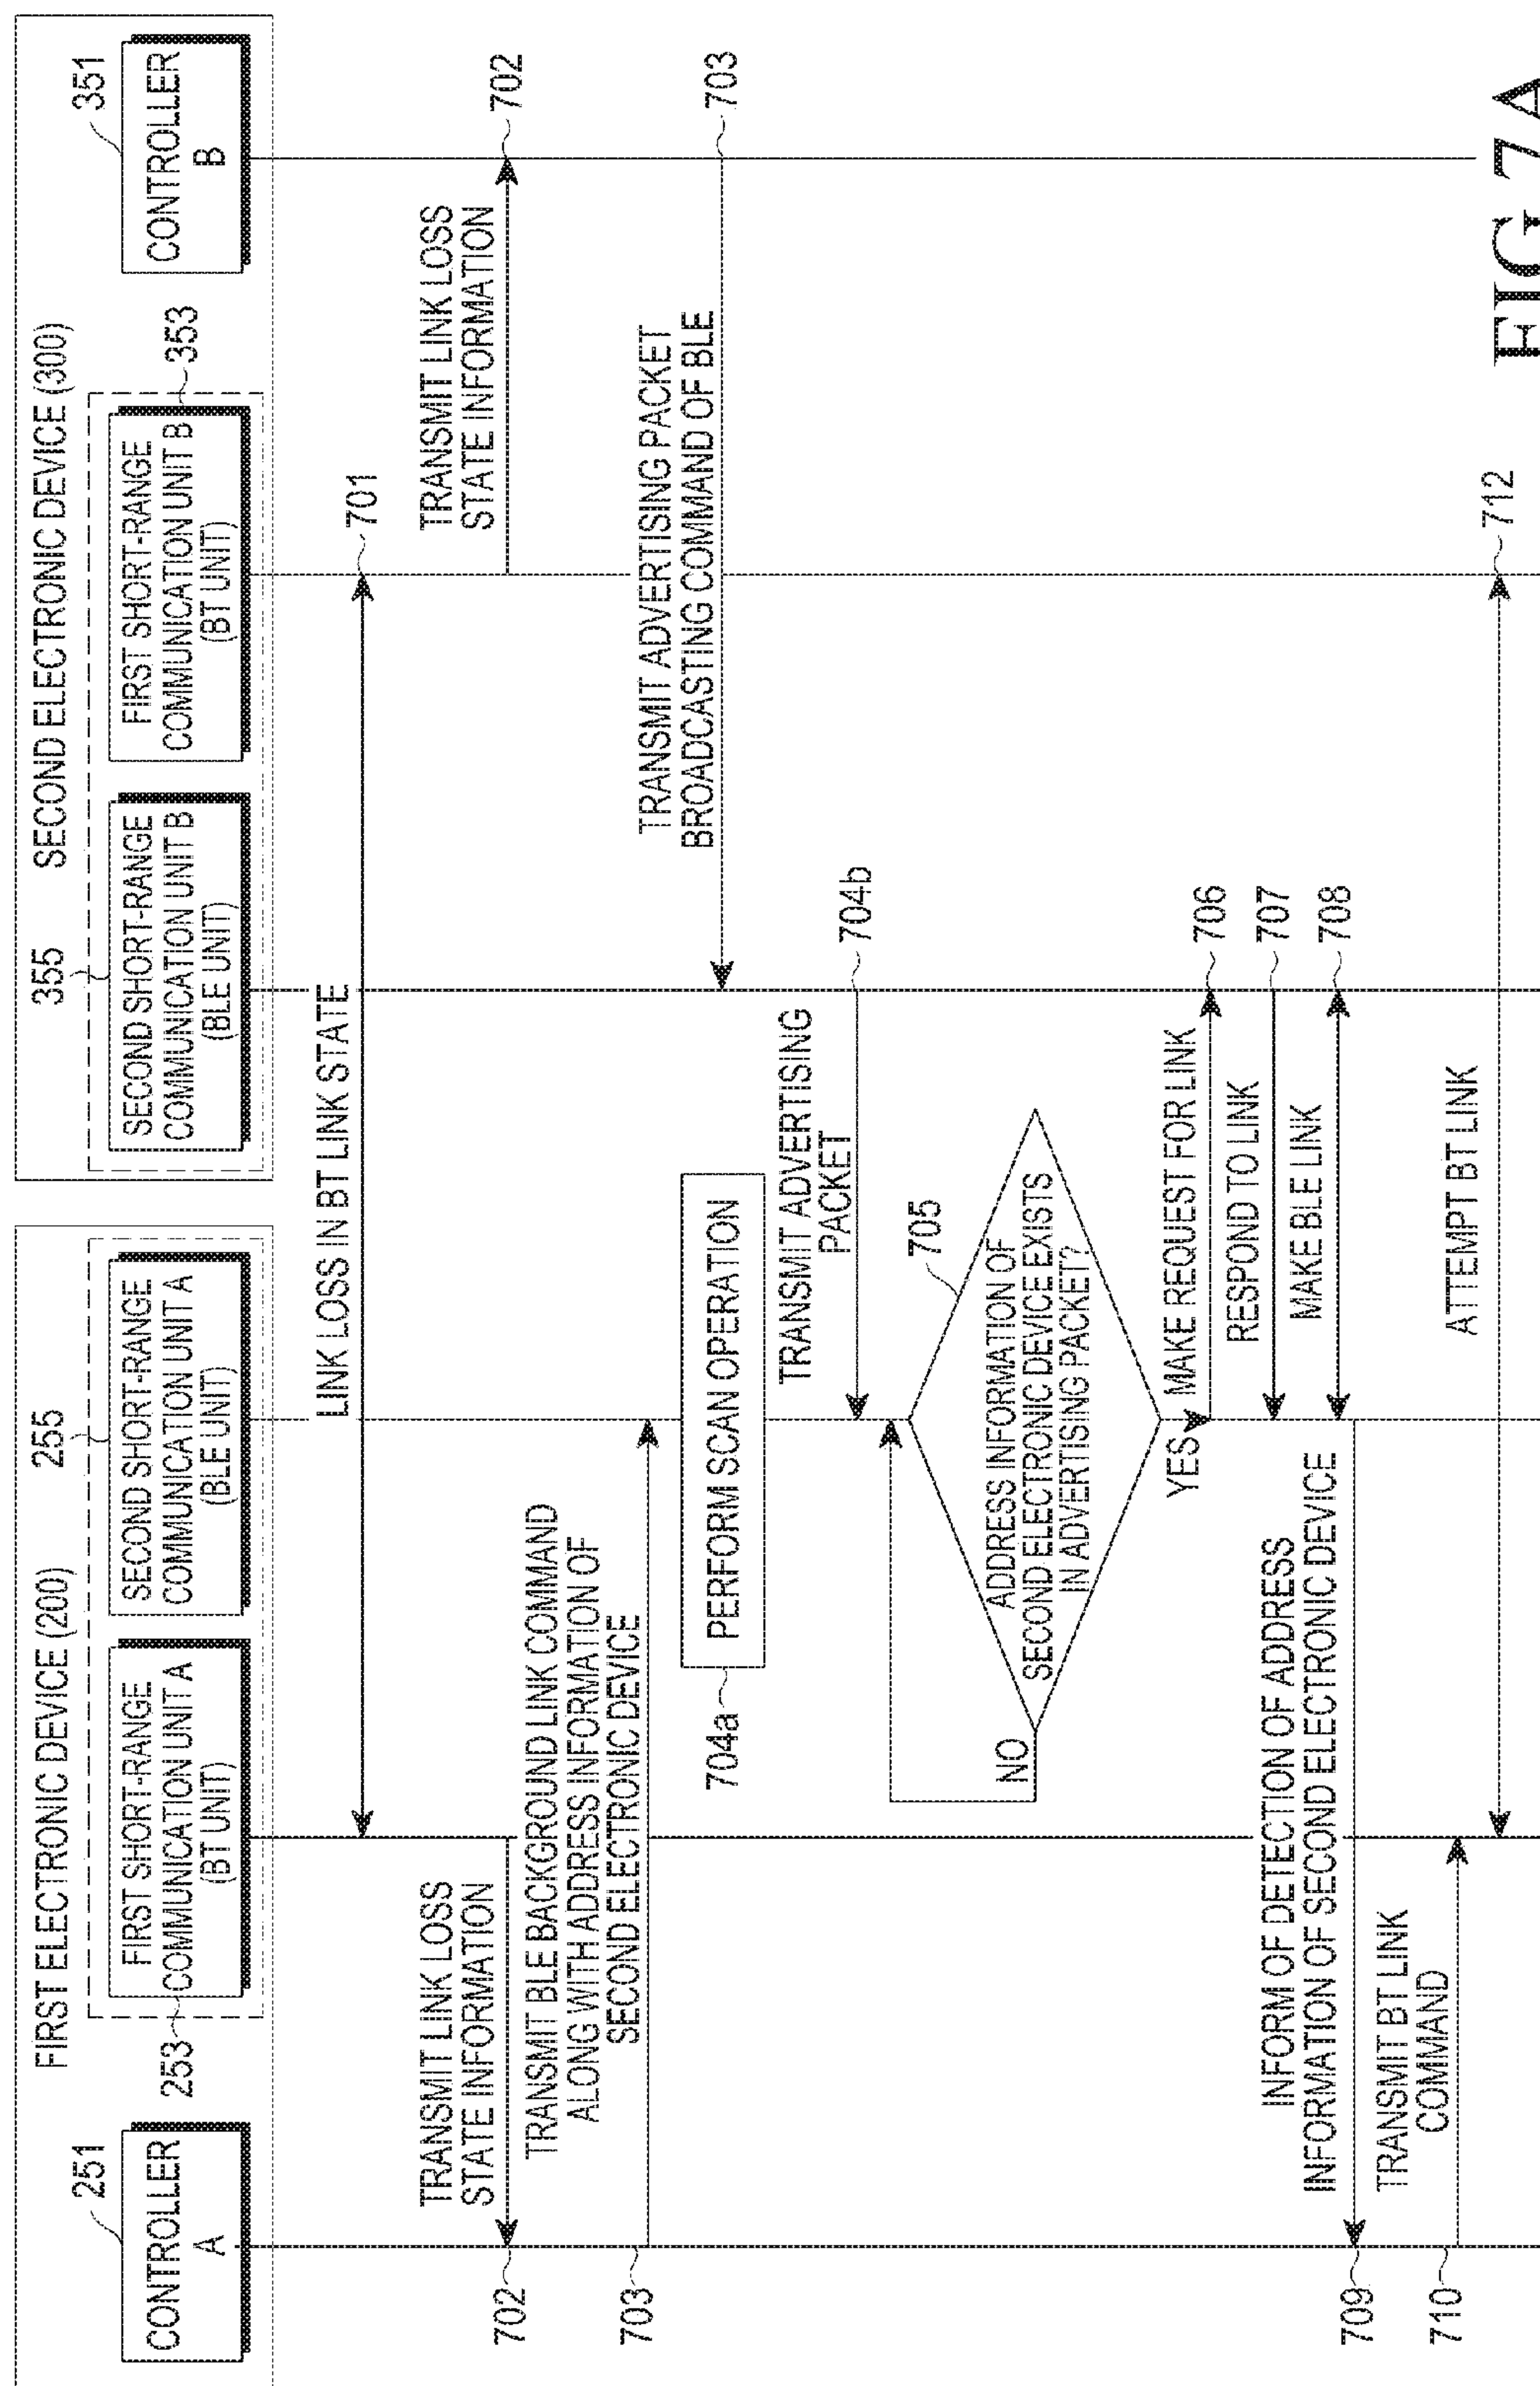 FIRST ELECTRONIC DEVICE (200)
SECOND ELECTRONIC DEVICE (300)
251
CONTROLLER
A
253
FIRST SHORT-RANGE
COMMUNICATION UNIT A
(BT UNIT)
255
SECOND SHORT-RANGE
COMMUNICATION UNIT A
(BLE UNIT)
355
SECOND SHORT-RANGE
COMMUNICATION UNIT B
(BLE UNIT)
353
FIRST SHORT-RANGE
COMMUNICATION UNIT B
(BT UNIT)
351
CONTROLLER
B
LINK LOSS IN BT LINK STATE
701
702
TRANSMIT LINK LOSS
STATE INFORMATION
TRANSMIT LINK LOSS
STATE INFORMATION
702
703
TRANSMIT BLE BACKGROUND LINK COMMAND
ALONG WITH ADDRESS INFORMATION OF
SECOND ELECTRONIC DEVICE
TRANSMIT ADVERTISING PACKET
BROADCASTING COMMAND OF BLE
703
704a
PERFORM SCAN OPERATION
TRANSMIT ADVERTISING
PACKET
704b
705
ADDRESS INFORMATION OF
SECOND ELECTRONIC DEVICE EXISTS
IN ADVERTISING PACKET?
NO
YES
MAKE REQUEST FOR LINK
706
RESPOND TO LINK
707
MAKE BLE LINK
708
INFORM OF DETECTION OF ADDRESS
INFORMATION OF SECOND ELECTRONIC DEVICE
709
TRANSMIT BT LINK
COMMAND
710
ATTEMPT BT LINK
712
FIG 7A